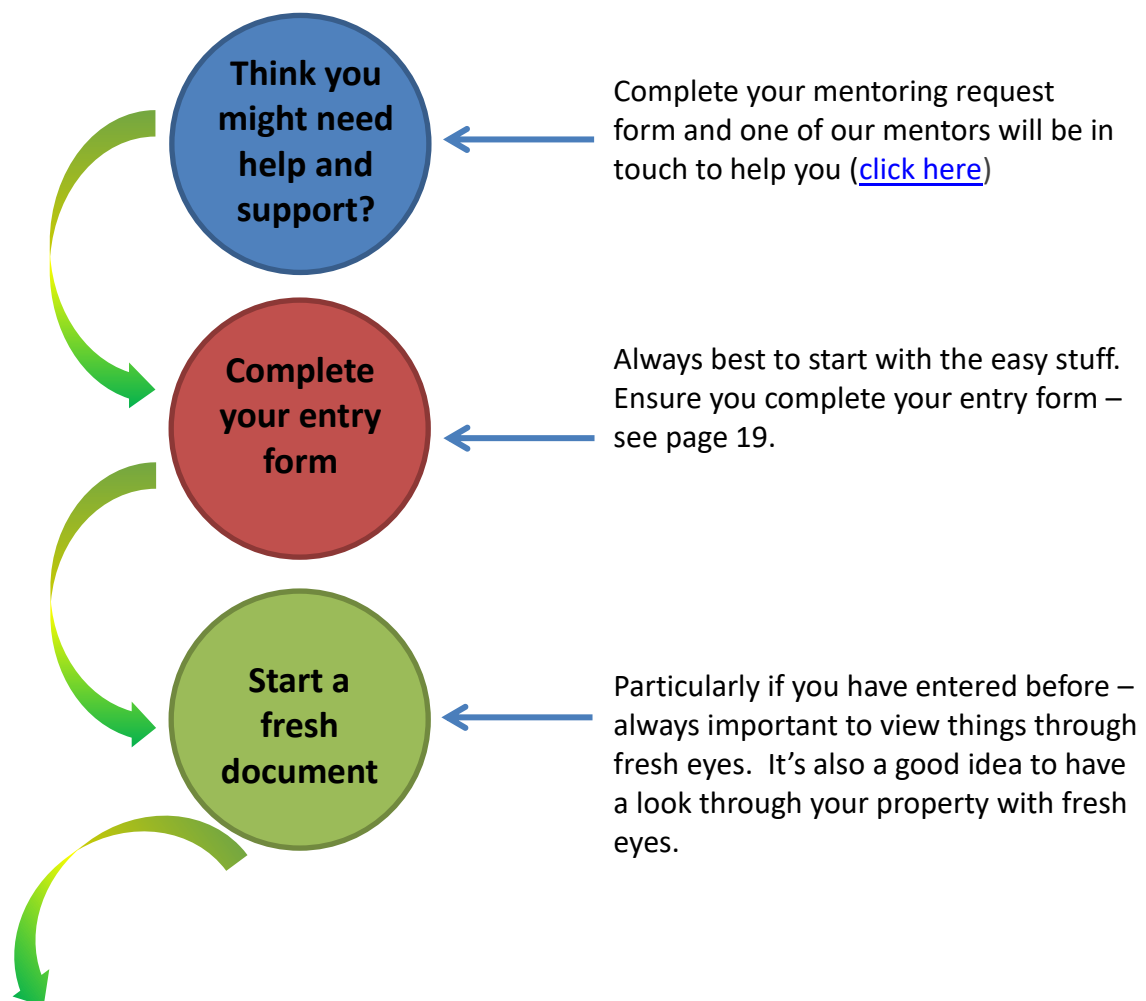 Think you
might need
help and
support?
Complete your mentoring request
form and one of our mentors will be in
touch to help you (click here)
Complete
your entry
form
Always best to start with the easy stuff.
Ensure you complete your entry form –
see page 19.
Start a
fresh
document
Particularly if you have entered before –
always important to view things through
fresh eyes.  It’s also a good idea to have
a look through your property with fresh
eyes.